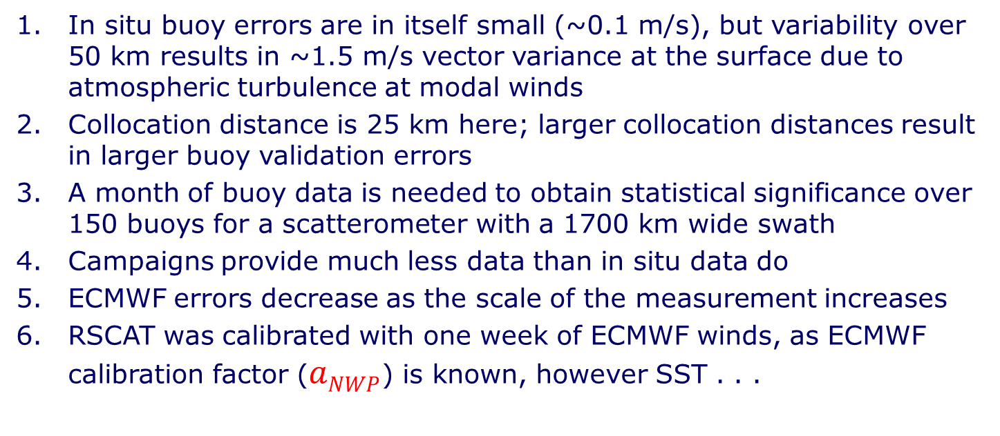 1. In situ buoy errors are in itself small (~0.1 m/s), but variability over
50 km results in ~1.5 m/s vector variance at the surface due to
atmospheric turbulence at modal winds
2. Collocation distance is 25 km here; larger collocation distances result
in larger buoy validation errors
3. A month of buoy data is needed to obtain statistical significance over
150 buoys for a scatterometer with a 1700 km wide swath
4. Campaigns provide much less data than in situ data do
5. ECMWF errors decrease as the scale of the measurement increases
6. RSCAT was calibrated with one week of ECMWF winds, as ECMWF
calibration factor (a_NWP) is known, however SST . . .